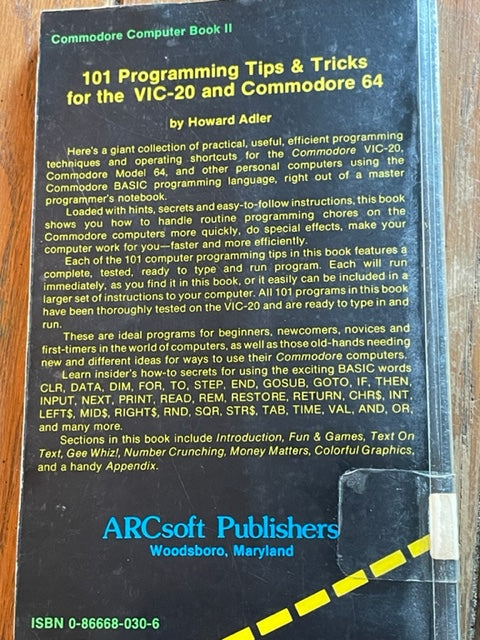 Commodore Computer Book II
101 Programming Tips & Tricks
for the VIC-20 and Commodore 64
by Howard Adler
Here's a giant collection of practical, useful, efficient programming
techniques and operating shortcuts for the Commodore VIC-20,
Commodore Model 64, and other personal computers using the
Commodore BASIC programming language, right out of a master
programmer's notebook.
Loaded with hints, secrets and easy-to-follow instructions, this book
shows you how to handle routine programming chores on the
Commodore computers more quickly, do special effects, make your
computer work for you—faster and more efficiently.
Each of the 101 computer programming tips in this book features a
complete, tested, ready to type and run program. Each will run
immediately, as you find it in this book, or it easily can be included in a
larger set of instructions to your computer. All 101 programs in this book
have been thoroughly tested on the VIC-20 and are ready to type in and
run.
These are ideal programs for beginners, newcomers, novices and
first-timers in the world of computers, as well as those old-hands needing
new and different ideas for ways to use their Commodore computers.
Learn insider's how-to secrets for using the exciting BASIC words
CLR, DATA, DIM, FOR, TO, STEP, END, GOSUB, GOTO, IF, THEN,
INPUT, NEXT, PRINT, READ, REM, RESTORE, RETURN, CHR$, INT,
LEFT$, MID$, RIGHT$, RND, SQR, STR$, TAB, TIME, VAL, AND, OR,
and many more.
Sections in this book include Introduction, Fun & Games, Text On
Text, Gee Whiz!, Number Crunching, Money Matters, Colorful Graphics,
and a handy Appendix.
ARCsoft Publishers
Woodsboro, Maryland
ISBN 0-86668-030-6